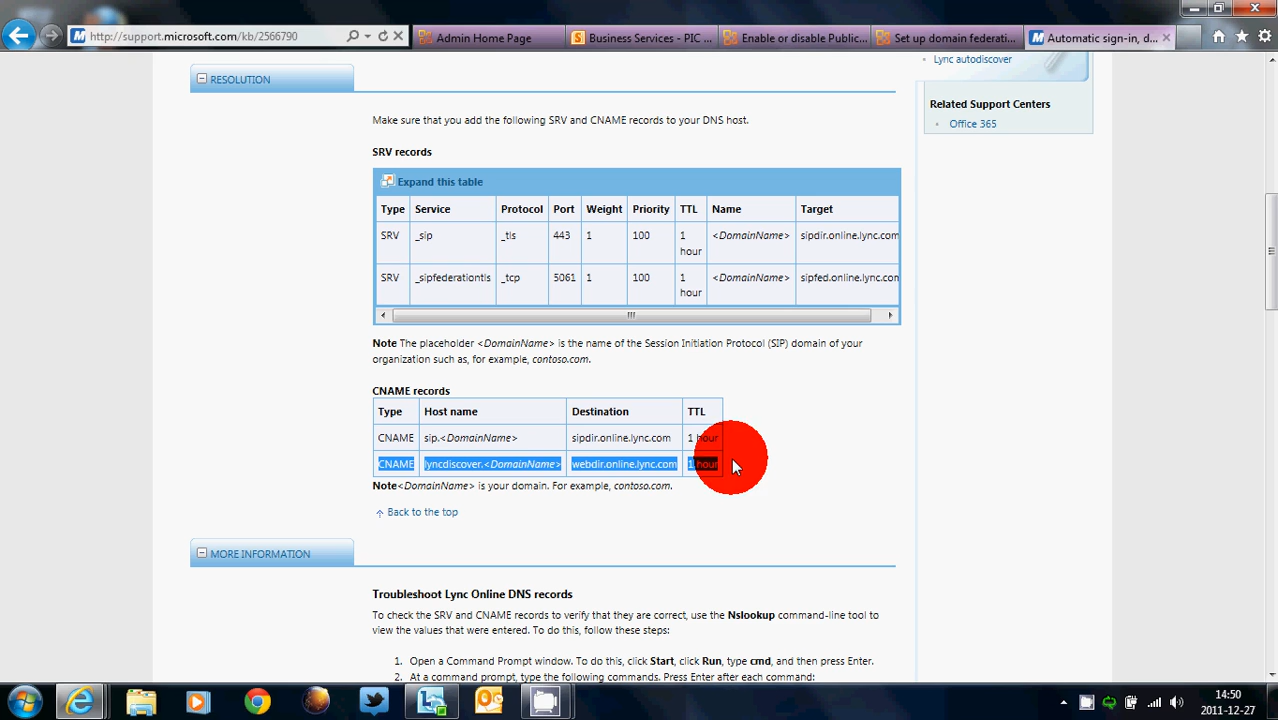 http://support.microsoft.com/kb/2566790
Admin Home Page
Business Services - PIC ...
Enable or disable Public...
Set up domain federati...
Automatic sign-in, d...
RESOLUTION
Lync autodiscover
Related Support Centers
Office 365
Make sure that you add the following SRV and CNAME records to your DNS host.
SRV records
Expand this table
Type Service Protocol Port Weight Priority TTL Name Target
SRV _sip _tls 443 1 100 1 hour <DomainName> sipdir.online.lync.com
SRV _sipfederationtls _tcp 5061 1 100 1 hour <DomainName> sipfed.online.lync.com
Note The placeholder <DomainName> is the name of the Session Initiation Protocol (SIP) domain of your
organization such as, for example, contoso.com.
CNAME records
Type Host name Destination TTL
CNAME sip.<DomainName> sipdir.online.lync.com 1 hour
CNAME lyncdiscover.<DomainName> webdir.online.lync.com 1 hour
Note<DomainName> is your domain. For example, contoso.com.
Back to the top
MORE INFORMATION
Troubleshoot Lync Online DNS records
To check the SRV and CNAME records to verify that they are correct, use the Nslookup command-line tool to
view the values that were entered. To do this, follow these steps:
1. Open a Command Prompt window. To do this, click Start, click Run, type cmd, and then press Enter.
2. At a command prompt, type the following commands. Press Enter after each command:
14:50
2011-12-27